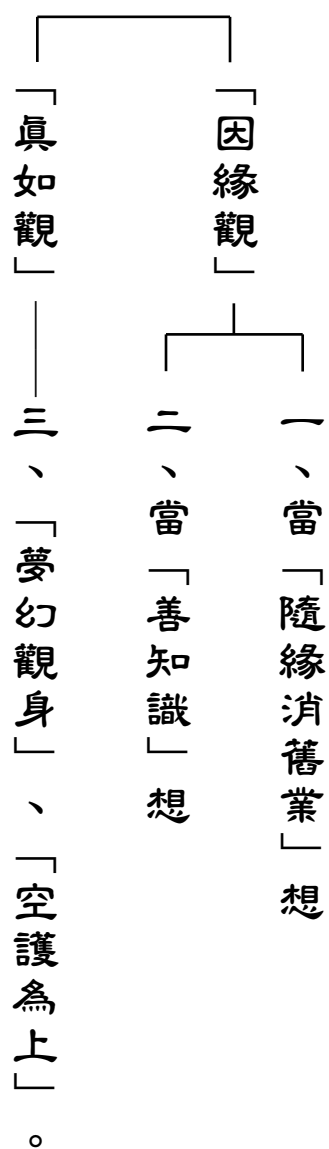 「因緣觀」
一、當「隨緣消舊業」想
二、當「善知識」想
「眞如觀」
三、「夢幻觀身」、「空護為上」。